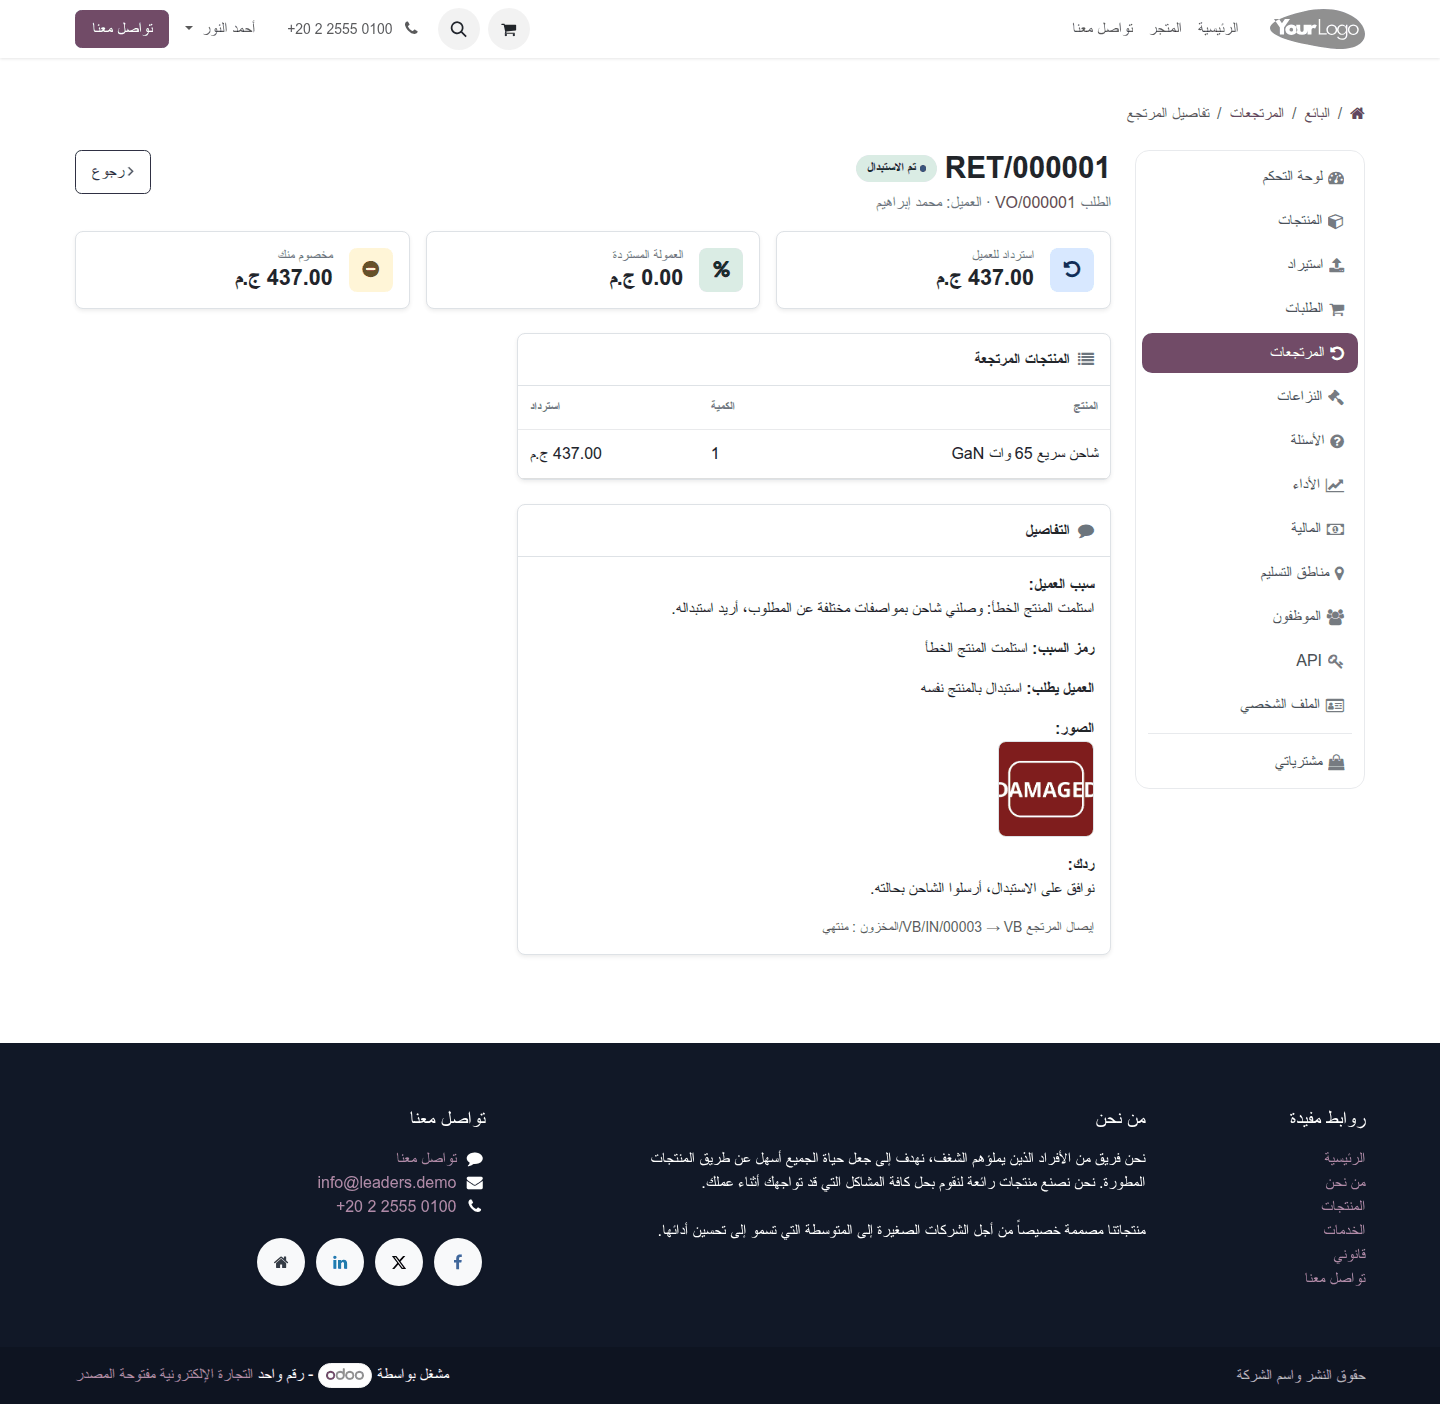 YourLogo
الرئيسية
المتجر
تواصل معنا
+20 2 2555 0100
أحمد النور
تواصل معنا
/ البائع / المرتجعات / تفاصيل المرتجع
لوحة التحكم
المنتجات
استيراد
الطلبات
المرتجعات
النزاعات
الأسئلة
الأداء
المالية
مناطق التسليم
الموظفون
API
الملف الشخصي
مشترياتي
RET/000001
تم الاستبدال
رجوع
الطلب VO/000001 · العميل: محمد إبراهيم
استرداد للعميل
437.00 ج.م
العمولة المستردة
0.00 ج.م
مخصوم منك
437.00 ج.م
المنتجات المرتجعة
المنتج الكمية استرداد
شاحن سريع 65 وات GaN 1 437.00 ج.م
التفاصيل
سبب العميل:
استلمت المنتج الخطأ: وصلني شاحن بمواصفات مختلفة عن المطلوب، أريد استبداله.
رمز السبب: استلمت المنتج الخطأ
العميل يطلب: استبدال بالمنتج نفسه
الصور:
DAMAGED
ردك:
نوافق على الاستبدال، أرسلوا الشاحن بحالته.
إيصال المرتجع VB/IN/00003 → VB/المخزون : منتهي
روابط مفيدة
الرئيسية
من نحن
المنتجات
الخدمات
قانوني
تواصل معنا
من نحن
نحن فريق من الأفراد الذين يملؤهم الشغف، نهدف إلى جعل حياة الجميع أسهل عن طريق المنتجات
المطورة. نحن نصنع منتجات رائعة لنقوم بحل كافة المشاكل التي قد تواجهك أثناء عملك.
منتجاتنا مصممة خصيصاً من أجل الشركات الصغيرة إلى المتوسطة التي تسمو إلى تحسين أدائها.
تواصل معنا
تواصل معنا
info@leaders.demo
+20 2 2555 0100
حقوق النشر واسم الشركة
مشغل بواسطة odoo - رقم واحد التجارة الإلكترونية مفتوحة المصدر